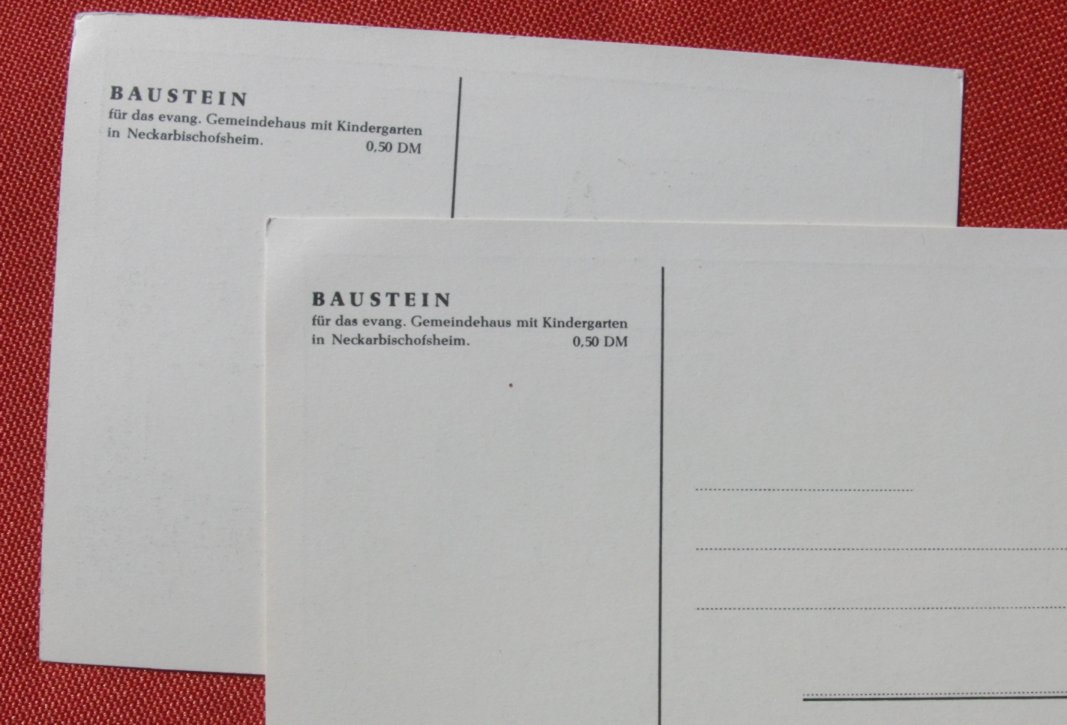 BAUSTEIN
für das evang. Gemeindehaus mit Kindergarten
in Neckarbischofsheim. 0,50 DM
BAUSTEIN
für das evang. Gemeindehaus mit Kindergarten
in Neckarbischofsheim. 0,50 DM